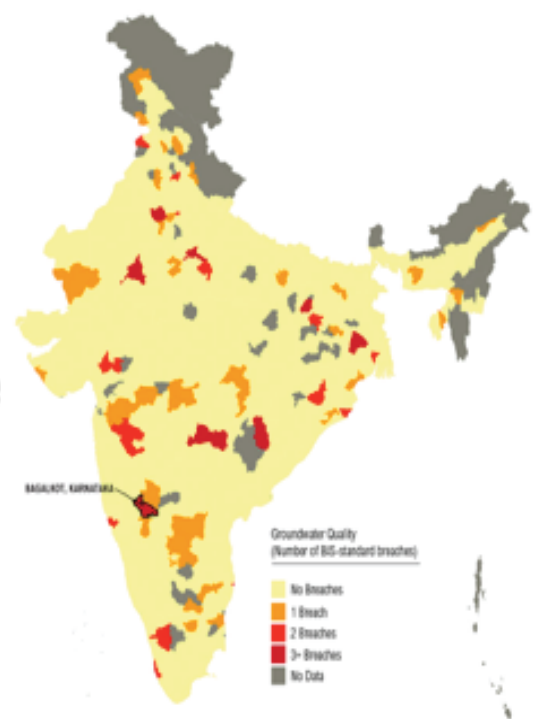 BAGALKOT, KARNATAKA
Groundwater Quality
(Number of BIS-standard breaches)
No Breaches
1 Breach
2 Breaches
3+ Breaches
No Data